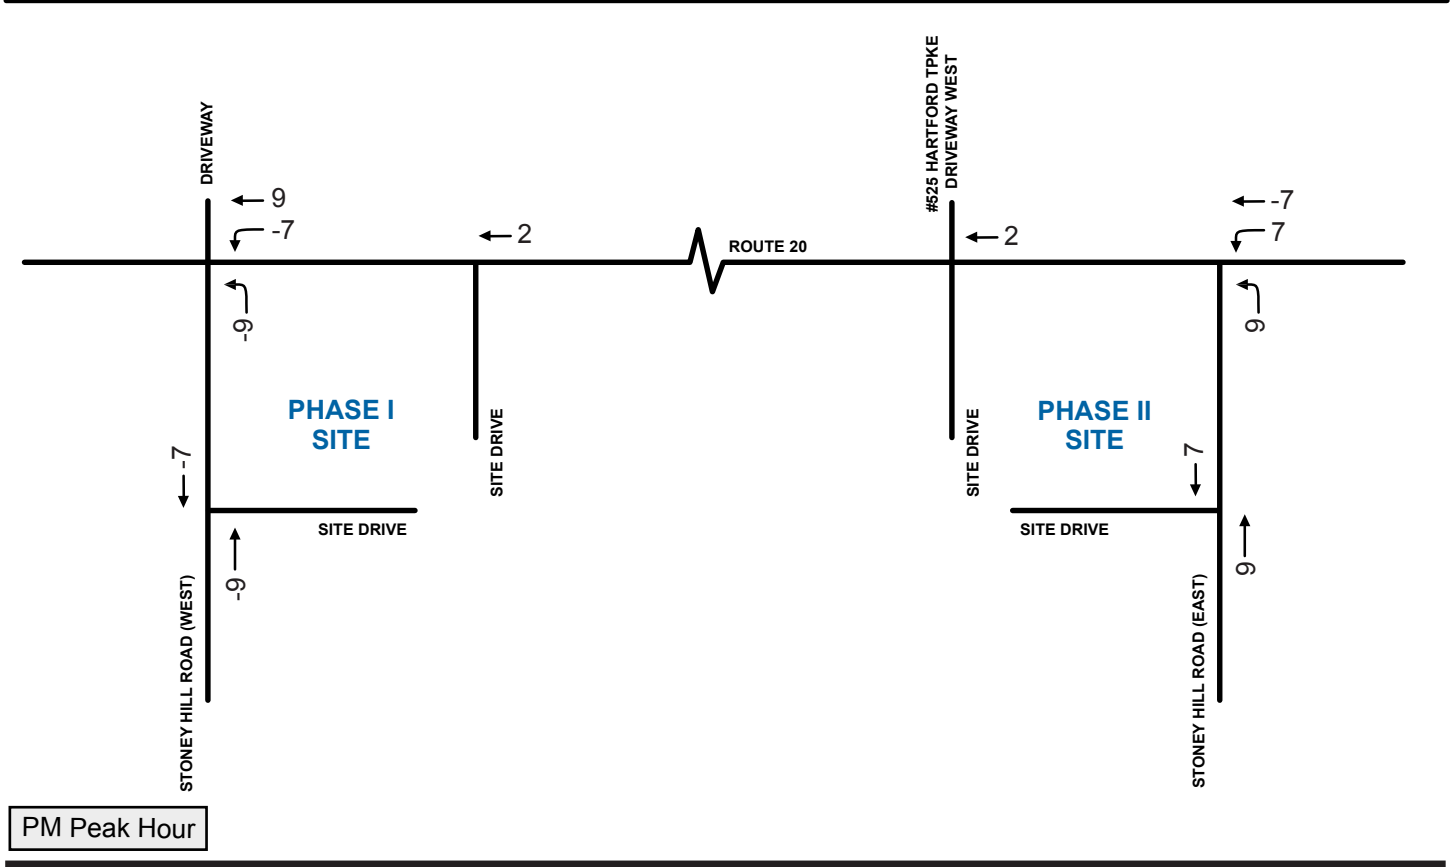 #525 HARTFORD TPKE
DRIVEWAY WEST
DRIVEWAY
9
-7
2
ROUTE 20
2
-7
7
-9
9
PHASE I
SITE
SITE DRIVE
PHASE II
SITE
SITE DRIVE
-7
7
SITE DRIVE
SITE DRIVE
-9
9
STONEY HILL ROAD (WEST)
STONEY HILL ROAD (EAST)
PM Peak Hour